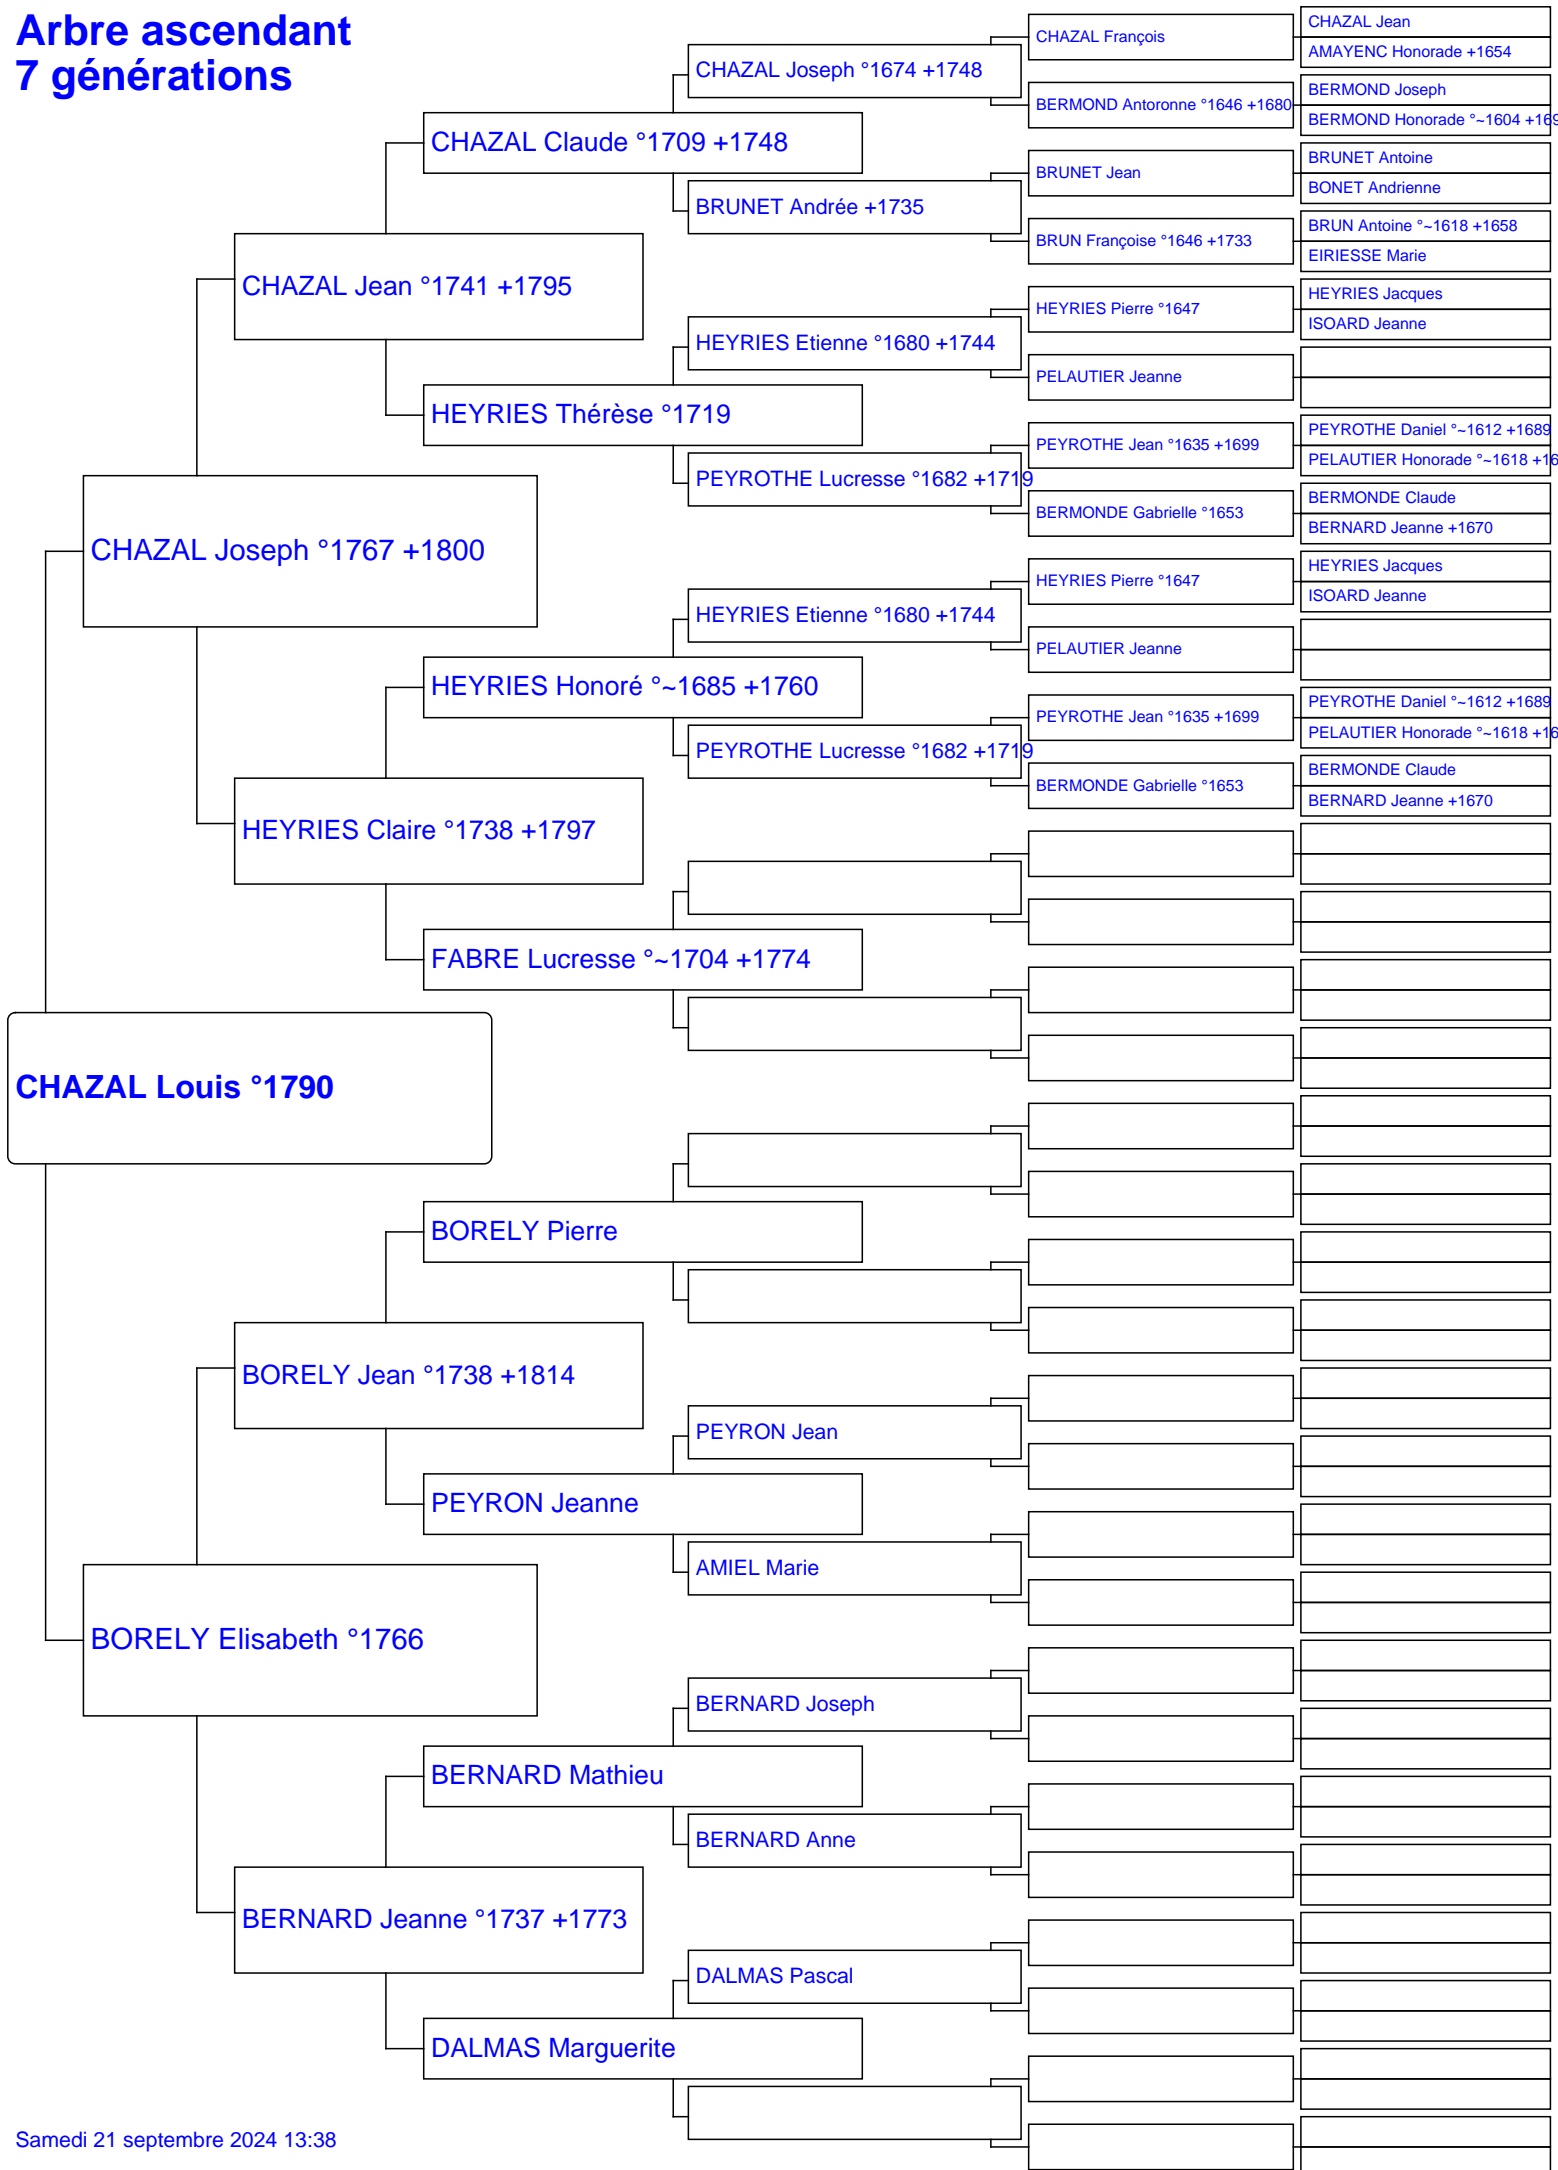 Arbre ascendant
7 générations
CHAZAL Louis °1790
CHAZAL Joseph °1767 +1800
BORELY Elisabeth °1766
CHAZAL Jean °1741 +1795
HEYRIES Claire °1738 +1797
BORELY Jean °1738 +1814
BERNARD Jeanne °1737 +1773
CHAZAL Claude °1709 +1748
HEYRIES Thérèse °1719
HEYRIES Honoré °~1685 +1760
FABRE Lucresse °~1704 +1774
BORELY Pierre
PEYRON Jeanne
BERNARD Mathieu
DALMAS Marguerite
CHAZAL Joseph °1674 +1748
BRUNET Andrée +1735
HEYRIES Etienne °1680 +1744
PEYROTHE Lucresse °1682 +1719
HEYRIES Etienne °1680 +1744
PEYROTHE Lucresse °1682 +1719
PEYRON Jean
AMIEL Marie
BERNARD Joseph
BERNARD Anne
DALMAS Pascal
CHAZAL François
BERMOND Antoronne °1646 +1680
BRUNET Jean
BRUN Françoise °1646 +1733
HEYRIES Pierre °1647
PELAUTIER Jeanne
PEYROTHE Jean °1635 +1699
BERMONDE Gabrielle °1653
HEYRIES Pierre °1647
PELAUTIER Jeanne
PEYROTHE Jean °1635 +1699
BERMONDE Gabrielle °1653
CHAZAL Jean
AMAYENC Honorade +1654
BERMOND Joseph
BERMOND Honorade °~1604
BRUNET Antoine
BONET Andrienne
BRUN Antoine °~1618 +1658
EIRIESSE Marie
HEYRIES Jacques
ISOARD Jeanne
PEYROTHE Daniel °~1612 +1689
PELAUTIER Honorade °~1618
BERMONDE Claude
BERNARD Jeanne +1670
HEYRIES Jacques
ISOARD Jeanne
PEYROTHE Daniel °~1612 +1689
PELAUTIER Honorade °~1618
BERMONDE Claude
BERNARD Jeanne +1670
Samedi 21 septembre 2024 13:38